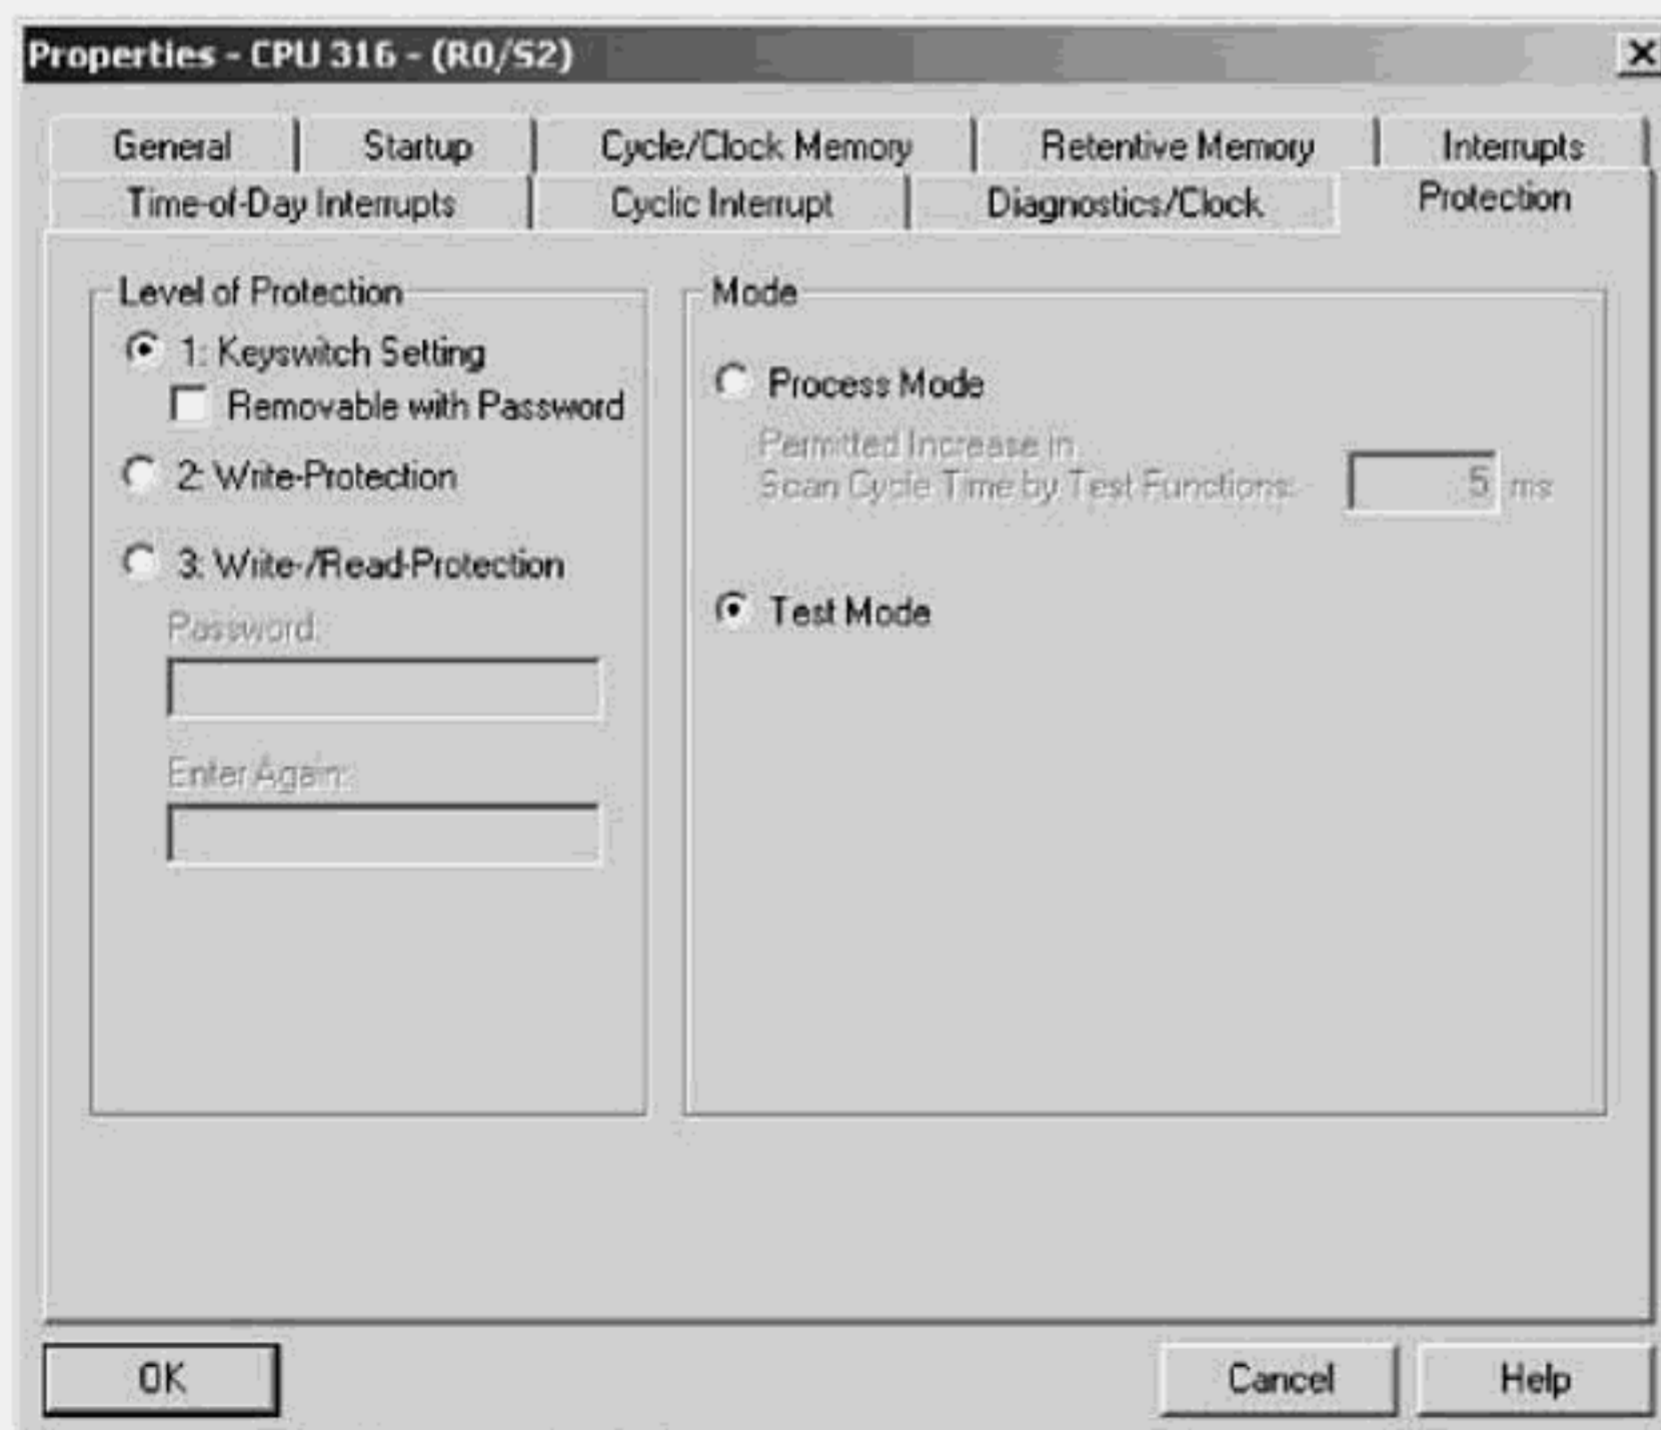 Properties - CPU 316 - (R0/S2)
General
Startup
Cycle/Clock Memory
Retentive Memory
Interrupts
Time-of-Day Interrupts
Cyclic Interrupt
Diagnostics/Clock
Protection
Level of Protection
1: Keyswitch Setting
Removable with Password
2: Write-Protection
3: Write-/Read-Protection
Password:
Enter Again:
Mode
Process Mode
Permitted Increase in
Scan Cycle Time by Test Functions: 5 ms
Test Mode
OK
Cancel
Help